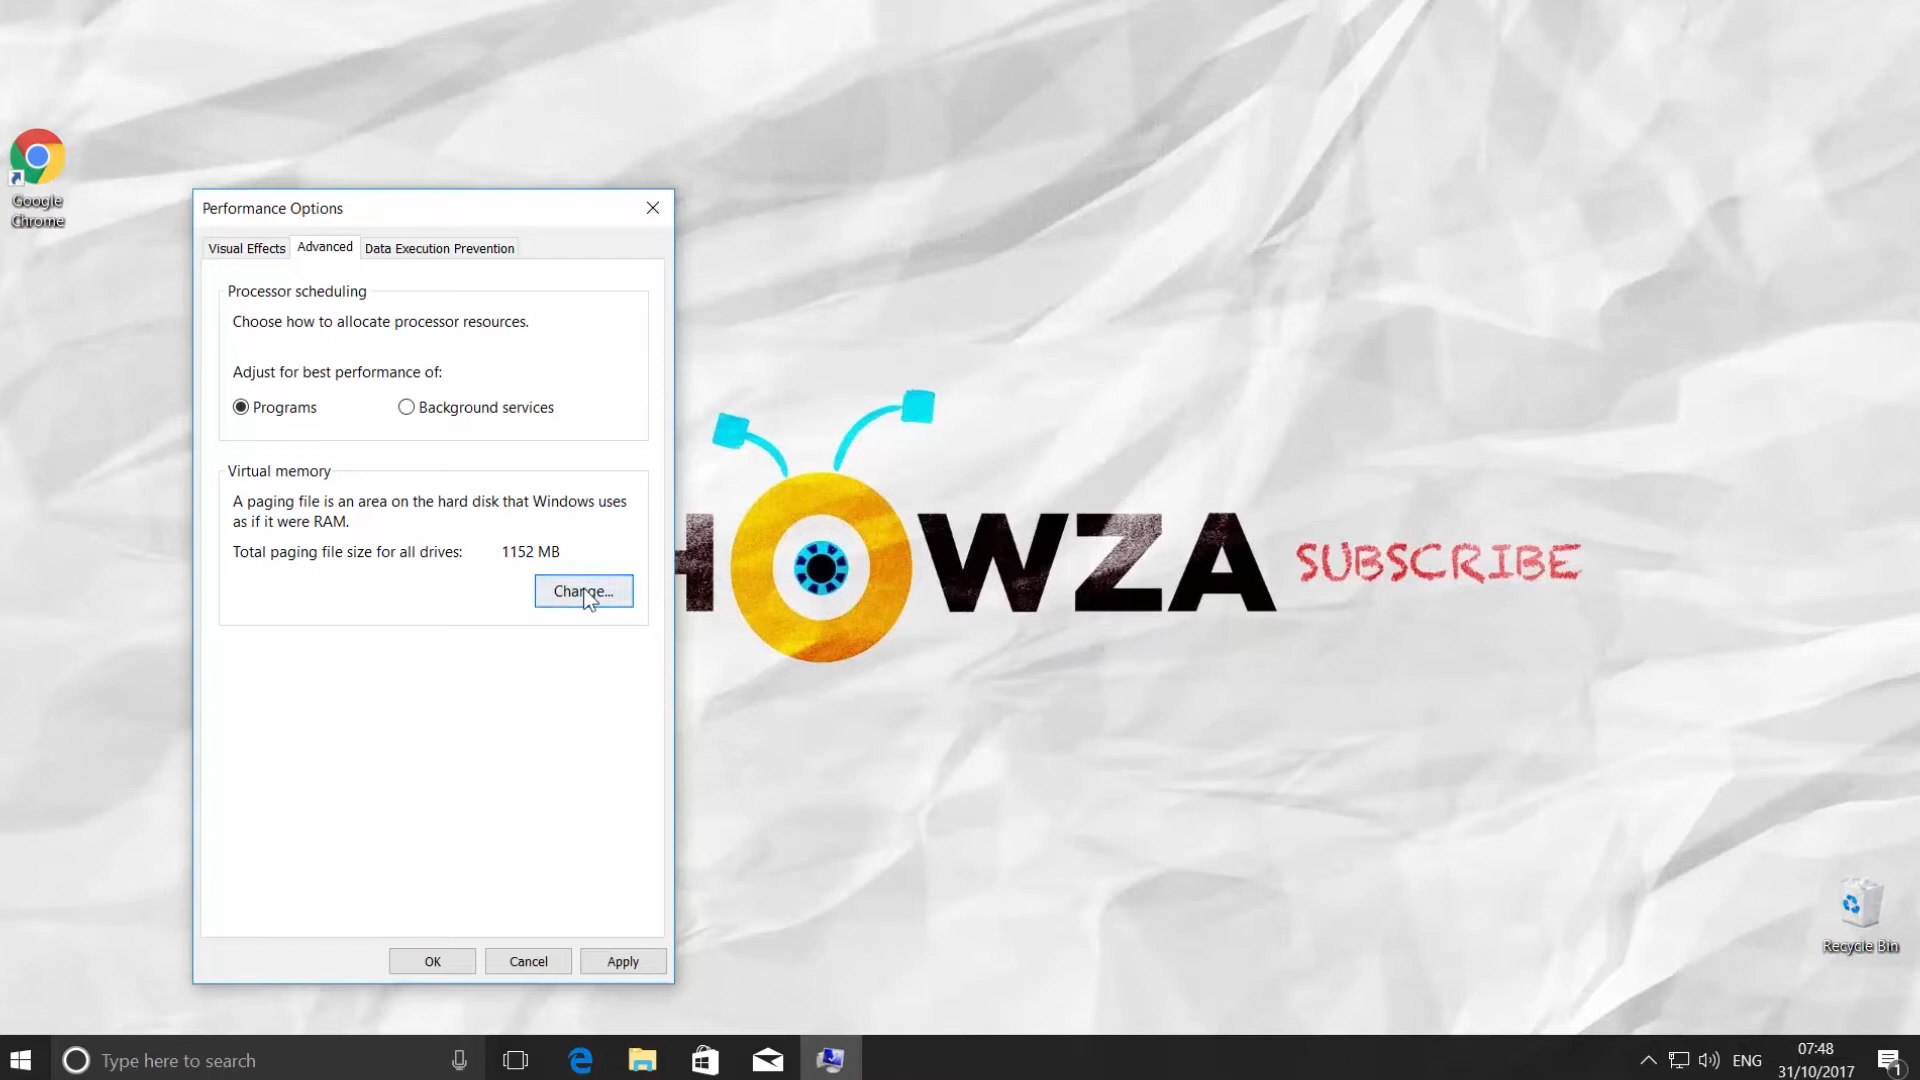 Google
Chrome
Performance Options
Visual Effects
Advanced
Data Execution Prevention
Processor scheduling
Choose how to allocate processor resources.
Adjust for best performance of:
Programs
Background services
Virtual memory
A paging file is an area on the hard disk that Windows uses
as if it were RAM.
Total paging file size for all drives:
1152 MB
Change...
OK
Cancel
Apply
HOWZA
SUBSCRIBE
Recycle Bin
Type here to search
ENG
07:48
31/10/2017
1